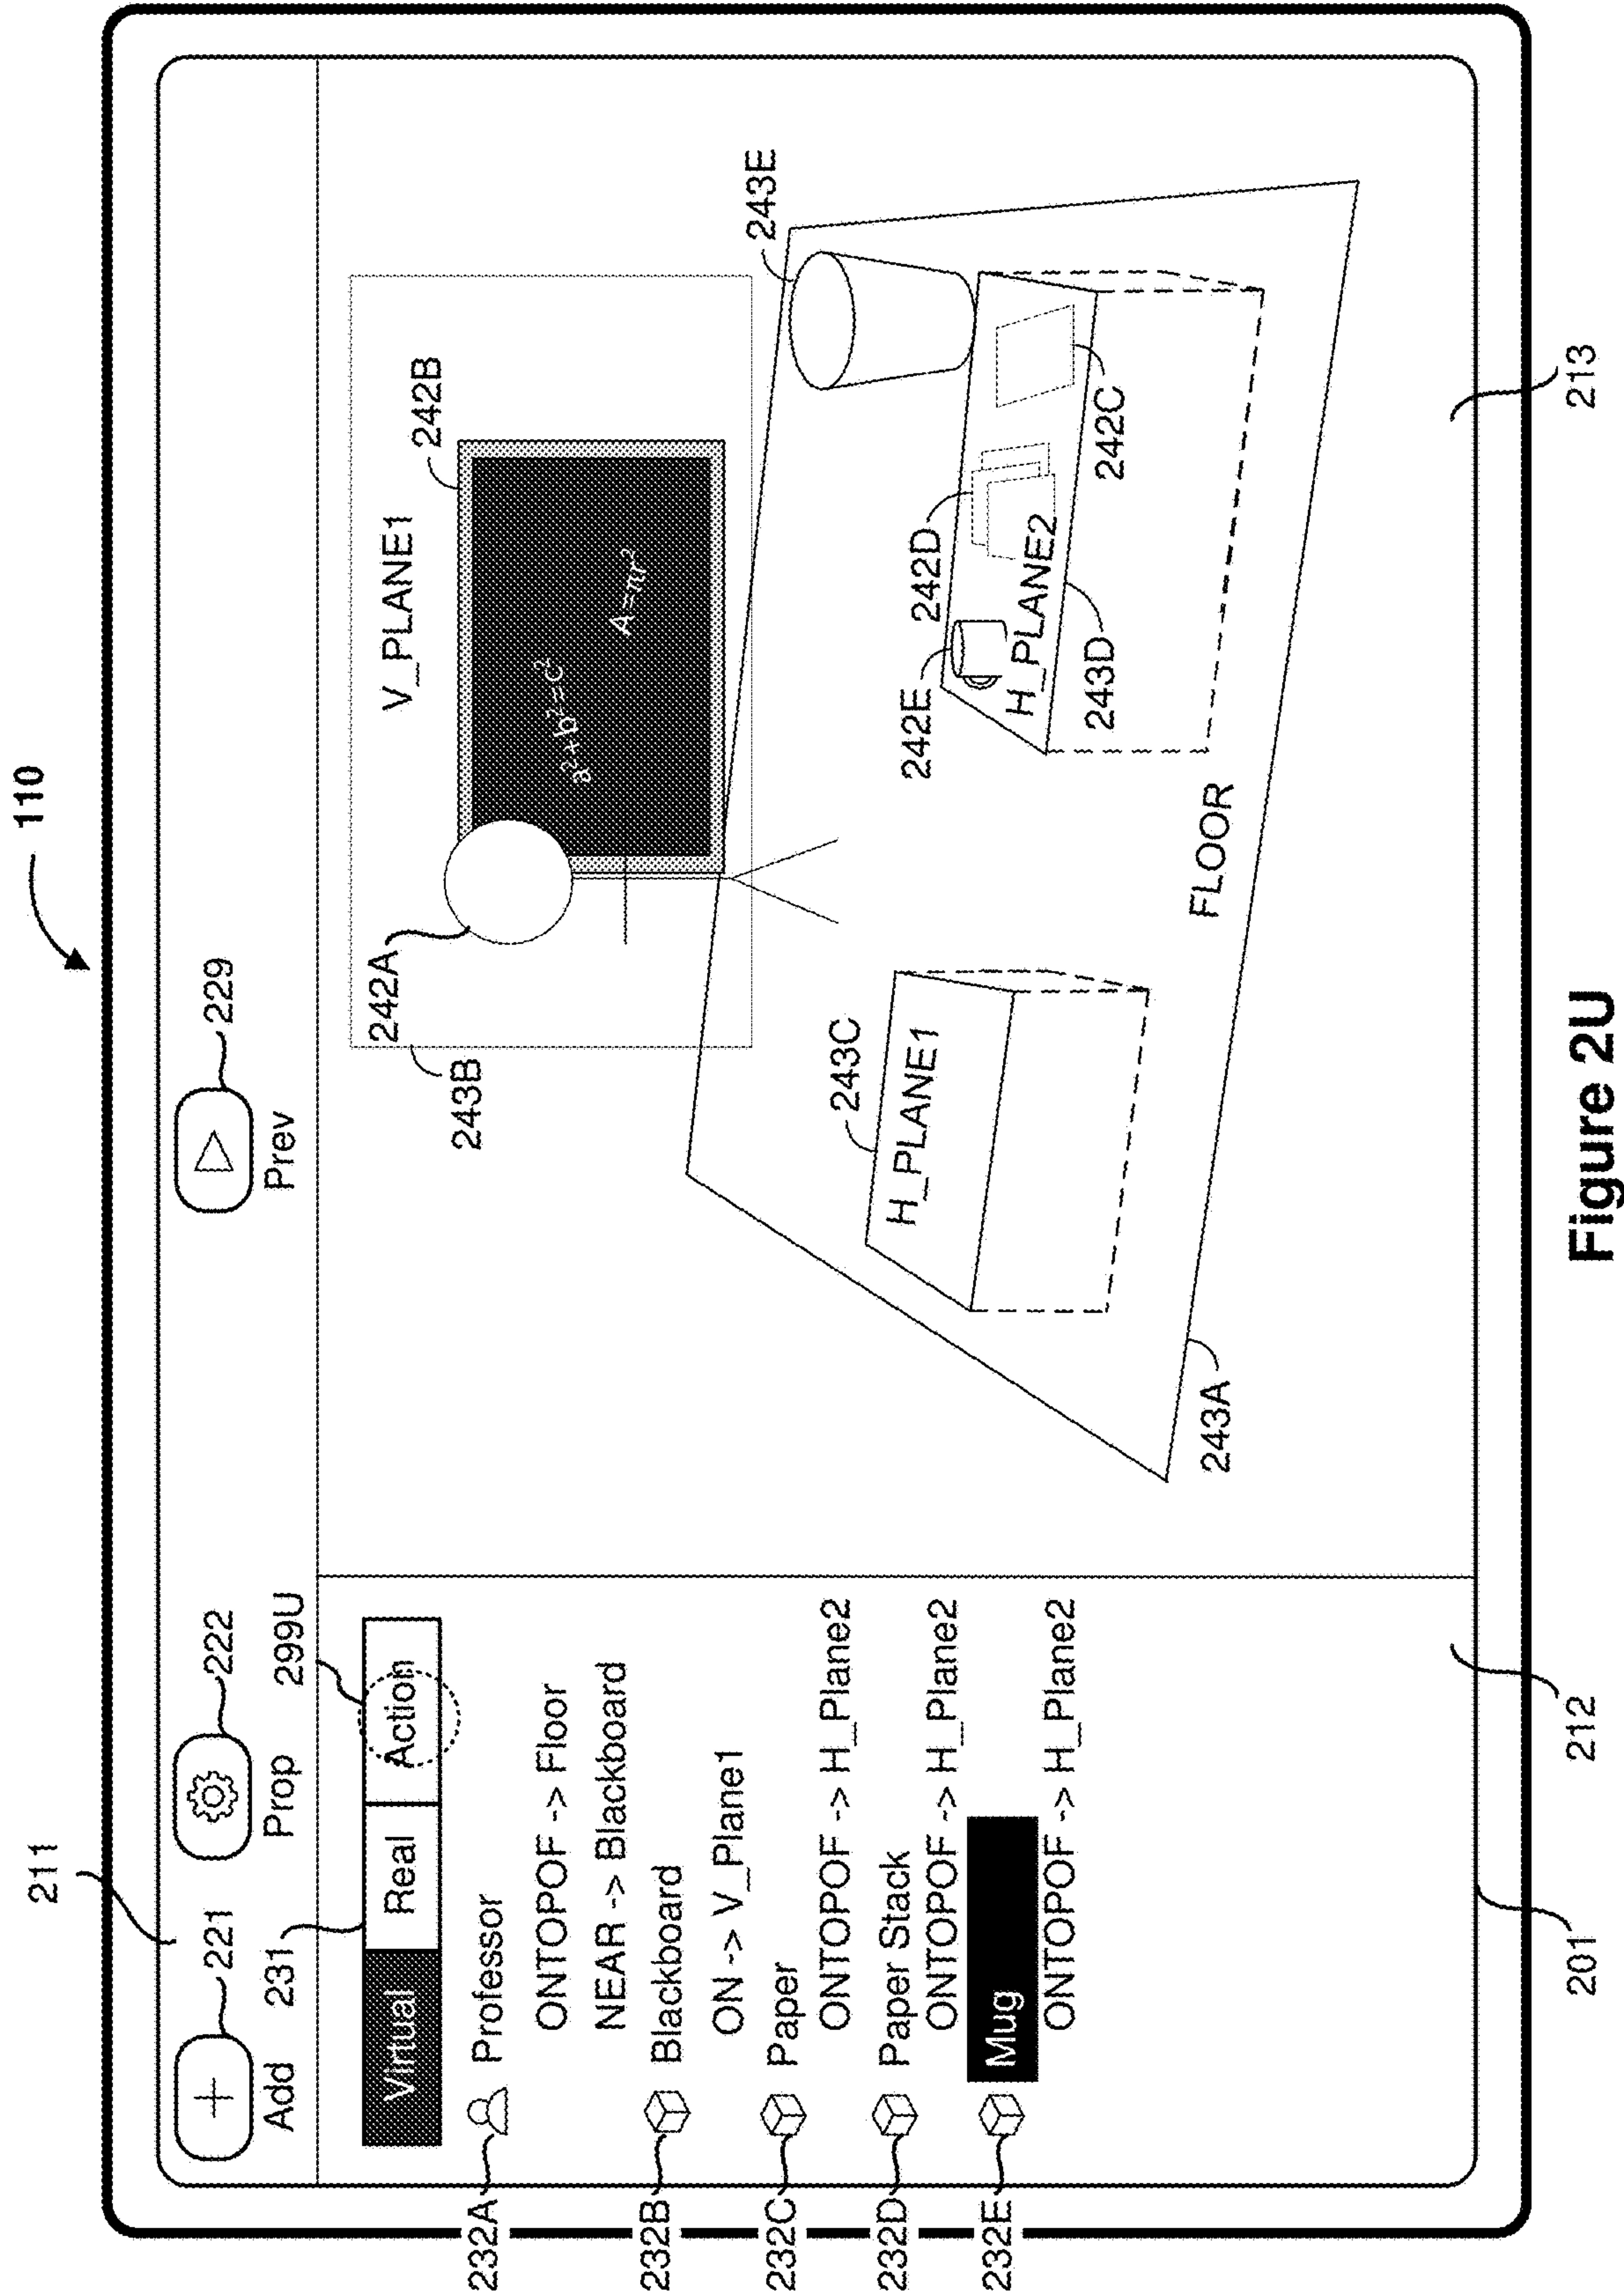 110
211
221
Add
222
Prop
229
Prev
231
299U
Virtual Real Action
232A Professor
ONTOPOF -> Floor
NEAR -> Blackboard
232B Blackboard
ON -> V_Plane1
232C Paper
ONTOPOF -> H_Plane2
232D Paper Stack
ONTOPOF -> H_Plane2
232E Mug
ONTOPOF -> H_Plane2
201
212
213
242A
243B
V_PLANE1
242B
a²+b²=c²
A=πr²
243E
243C
H_PLANE1
242E
242D
242C
H_PLANE2
243D
FLOOR
243A
Figure 2U